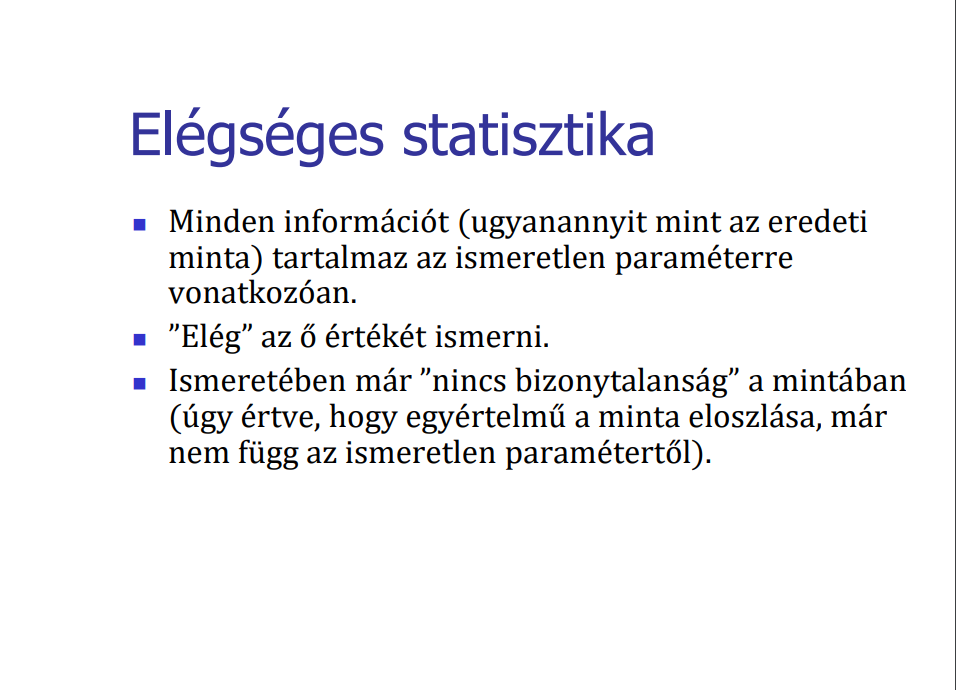 Elégséges statisztika
Minden információt (ugyanannyit mint az eredeti
minta) tartalmaz az ismeretlen paraméterre
vonatkozóan.
”Elég” az ő értékét ismerni.
Ismeretében már ”nincs bizonytalanság” a mintában
(úgy értve, hogy egyértelmű a minta eloszlása, már
nem függ az ismeretlen paramétertől).